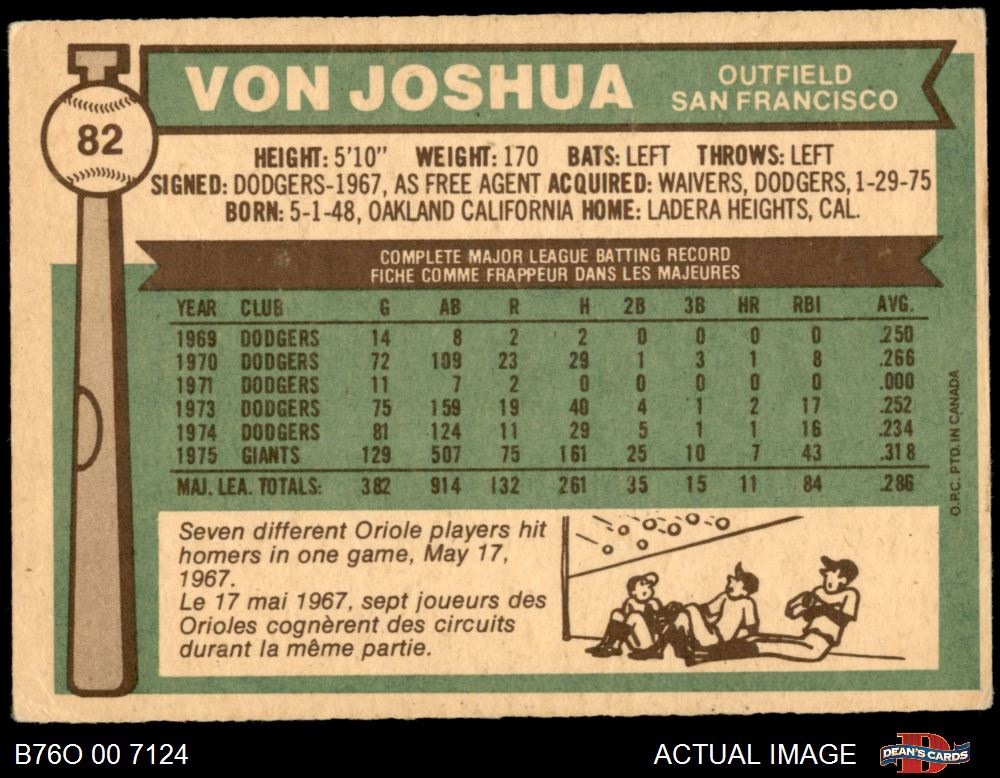 VON JOSHUA
OUTFIELD
SAN FRANCISCO
82
HEIGHT: 5'10" WEIGHT: 170 BATS: LEFT THROWS: LEFT
SIGNED: DODGERS-1967, AS FREE AGENT ACQUIRED: WAIVERS, DODGERS, 1-29-75
BORN: 5-1-48, OAKLAND CALIFORNIA HOME: LADERA HEIGHTS, CAL.
COMPLETE MAJOR LEAGUE BATTING RECORD
FICHE COMME FRAPPEUR DANS LES MAJEURES
YEAR CLUB G AB R H 2B 3B HR RBI AVG.
1969 DODGERS 14 8 2 2 0 0 0 0 .250
1970 DODGERS 72 109 23 29 1 3 1 8 .266
1971 DODGERS 11 7 2 0 0 0 0 0 .000
1973 DODGERS 75 159 19 40 4 1 2 17 .252
1974 DODGERS 81 124 11 29 5 1 1 16 .234
1975 GIANTS 129 507 75 161 25 10 7 43 .318
MAJ. LEA. TOTALS: 382 914 132 261 35 15 11 84 .286
O.P.C. PTD. IN CANADA
Seven different Oriole players hit
homers in one game, May 17,
1967.
Le 17 mai 1967, sept joueurs des
Orioles cognèrent des circuits
durant la même partie.
B76O 00 7124
ACTUAL IMAGE
D
DEAN'S CARDS